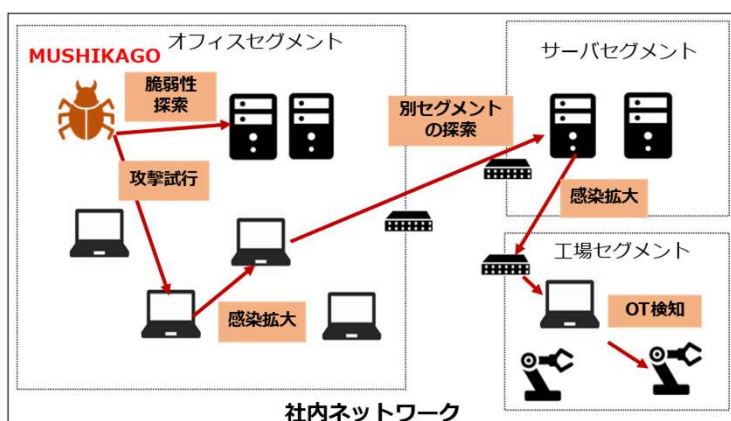 オフィスセグメント
MUSHIKAGO
脆弱性
探索
攻撃試行
感染拡大
別セグメント
の探索
サーバセグメント
感染拡大
工場セグメント
OT検知
社内ネットワーク